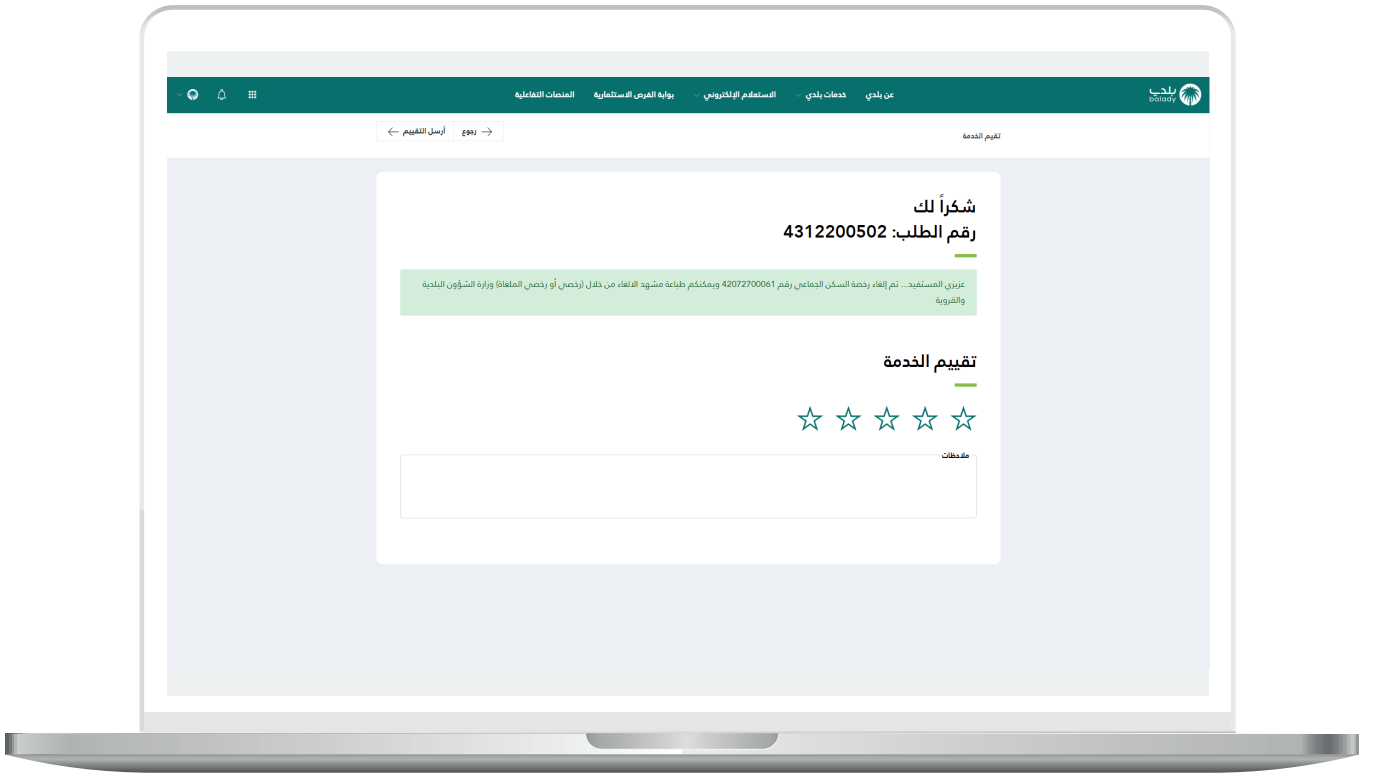 بلدي
balady
عن بلدي
خدمات بلدي
الاستعلام الإلكتروني
بوابة الفرص الاستثمارية
المنصات التفاعلية
تقيم الخدمة
رجوع
أرسل التقييم
شكراً لك
رقم الطلب: 4312200502
عزيزي المستفيد... تم إلغاء رخصة السكن الجماعي رقم 42072700061 ويمكنكم طباعة مشهد الالغاء من خلال (رخصي أو رخصي الملغاة) وزارة الشؤون البلدية
والقروية
تقييم الخدمة
ملاحظات